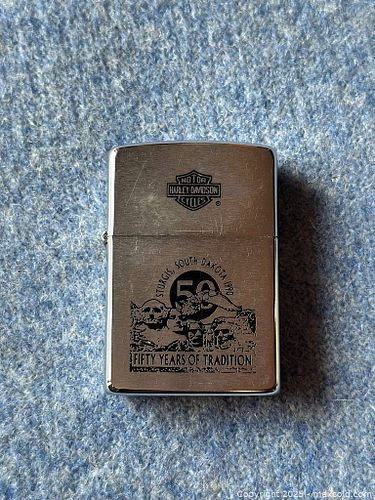 MOTOR
HARLEY-DAVIDSON
CYCLES
®
STURGIS, SOUTH DAKOTA 1990
50
FIFTY YEARS OF TRADITION
Copyright 2025 - maxsold.com